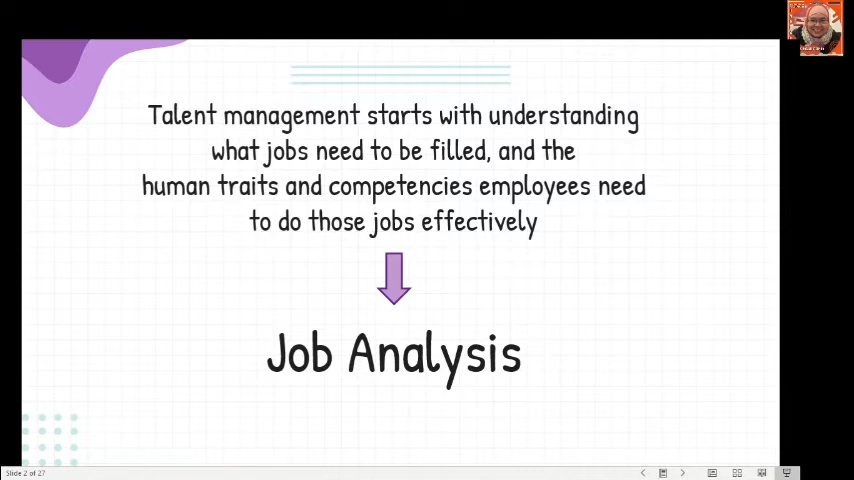 Talent management starts with understanding
what jobs need to be filled, and the
human traits and competencies employees need
to do those jobs effectively
Job Analysis
Slide 2 of 27